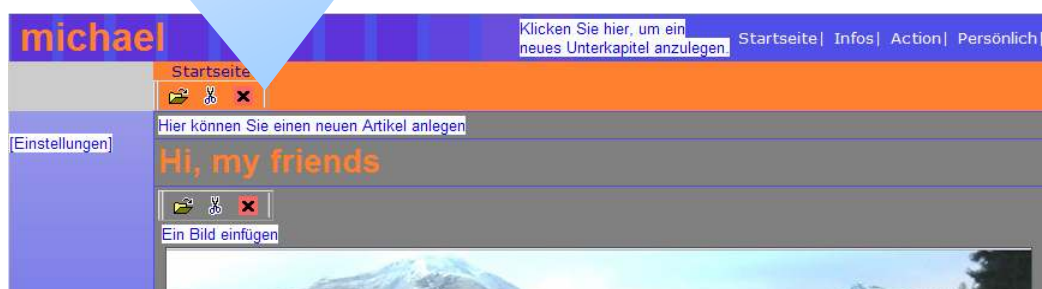 michael
Klicken Sie hier, um ein
neues Unterkapitel anzulegen.
Startseite| Infos| Action| Persönlich|
Startseite
Hier können Sie einen neuen Artikel anlegen
[Einstellungen]
Hi, my friends
Ein Bild einfügen